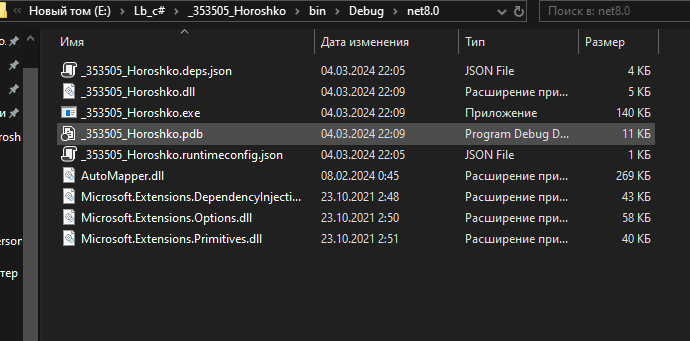 Новый том (E:) > Lb_c# > _353505_Horoshko > bin > Debug > net8.0
Поиск в: net8.0
Имя Дата изменения Тип Размер
_353505_Horoshko.deps.json 04.03.2024 22:05 JSON File 4 КБ
_353505_Horoshko.dll 04.03.2024 22:09 Расширение при... 5 КБ
_353505_Horoshko.exe 04.03.2024 22:09 Приложение 140 КБ
_353505_Horoshko.pdb 04.03.2024 22:09 Program Debug D... 11 КБ
_353505_Horoshko.runtimeconfig.json 04.03.2024 22:05 JSON File 1 КБ
AutoMapper.dll 08.02.2024 0:45 Расширение при... 269 КБ
Microsoft.Extensions.DependencyInjecti... 23.10.2021 2:48 Расширение при... 43 КБ
Microsoft.Extensions.Options.dll 23.10.2021 2:50 Расширение при... 58 КБ
Microsoft.Extensions.Primitives.dll 23.10.2021 2:51 Расширение при... 40 КБ